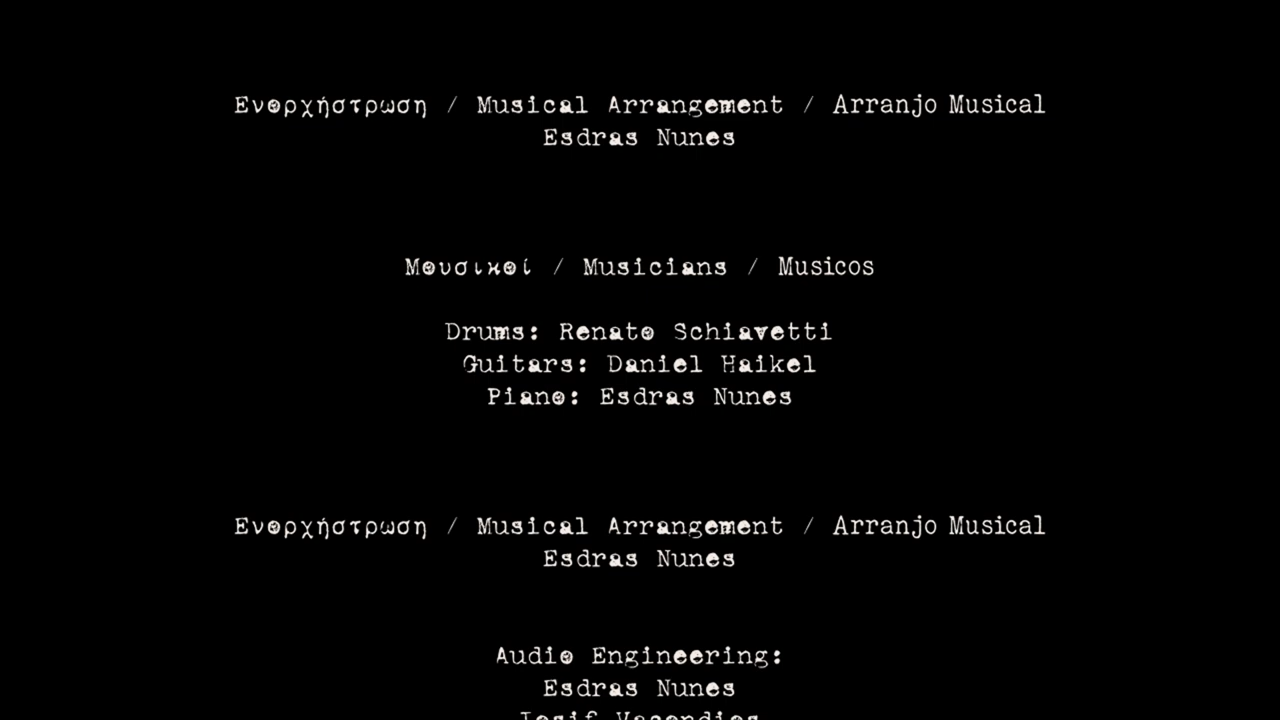 Ενορχήστρωση / Musical Arrangement / Arranjo Musical
Esdras Nunes
Μουσικοί / Musicians / Musicos
Drums: Renato Schiavetti
Guitars: Daniel Haikel
Piano: Esdras Nunes
Ενορχήστρωση / Musical Arrangement / Arranjo Musical
Esdras Nunes
Audio Engineering:
Esdras Nunes